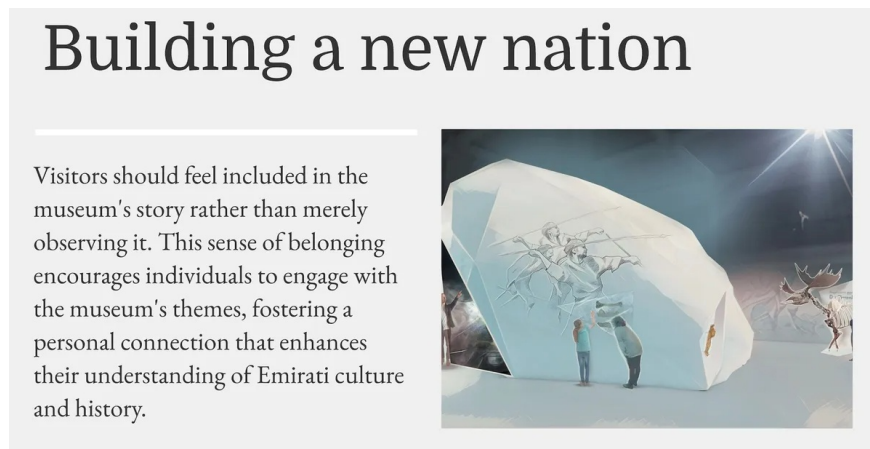 Building a new nation
Visitors should feel included in the
museum's story rather than merely
observing it. This sense of belonging
encourages individuals to engage with
the museum's themes, fostering a
personal connection that enhances
their understanding of Emirati culture
and history.